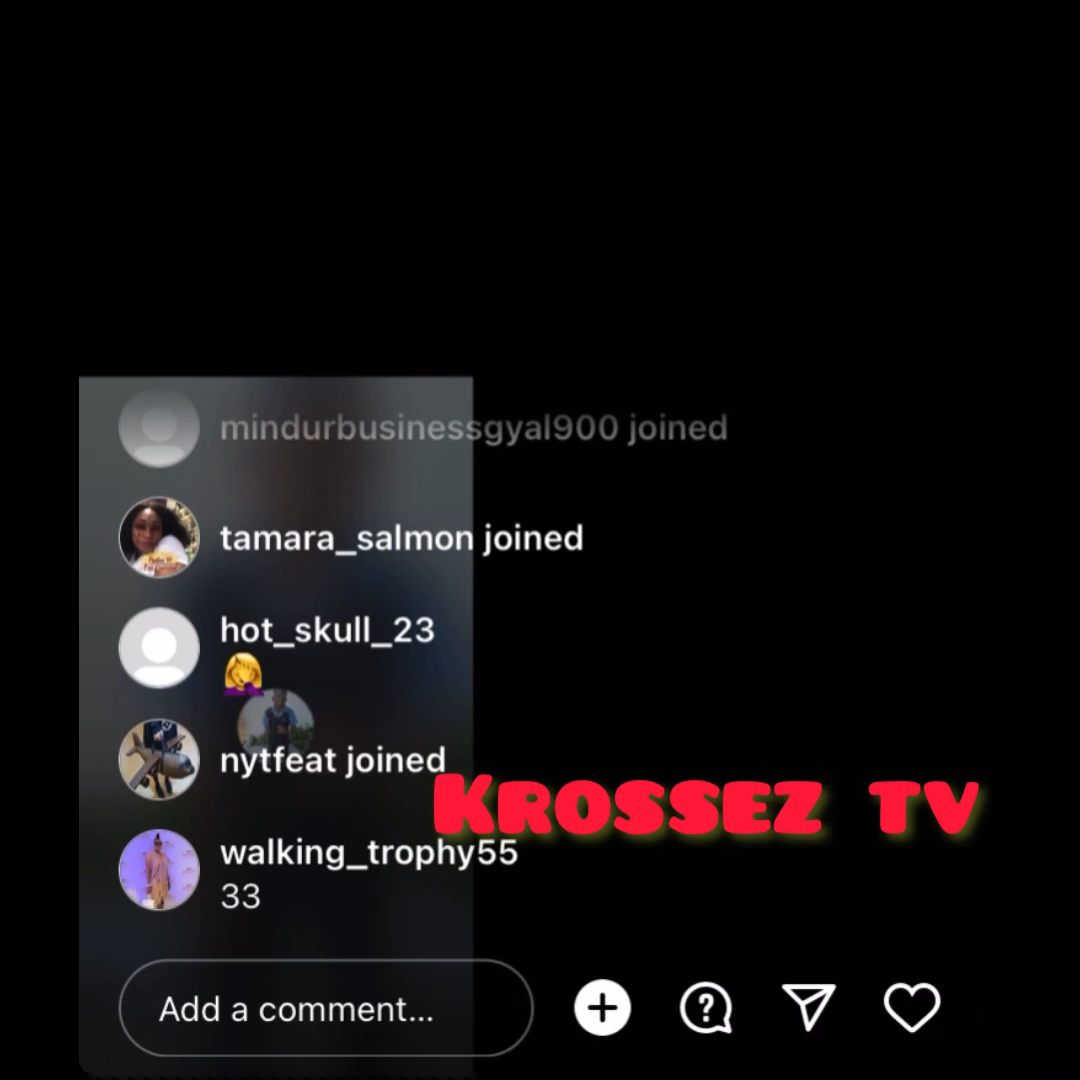 mindurbusinessgyal900 joined
tamara_salmon joined
hot_skull_23
🤦‍♀️
nytfeat joined
KROSSEZ TV
walking_trophy55
33
Add a comment...